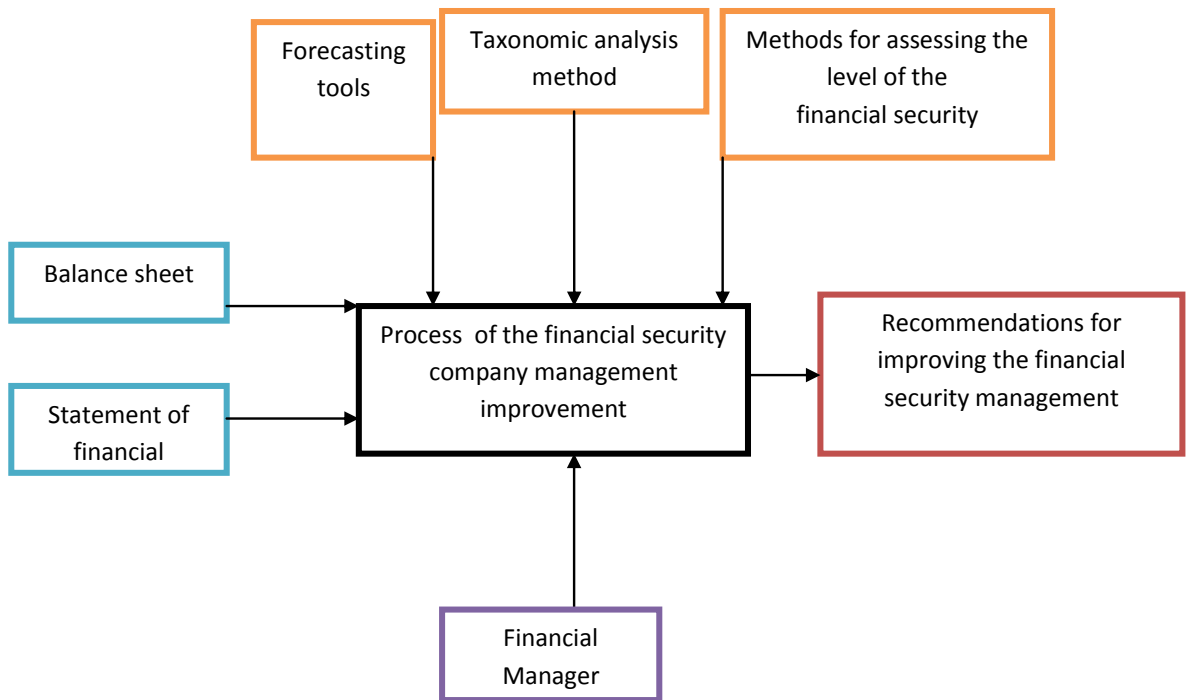 Forecasting
tools
Taxonomic analysis
method
Methods for assessing the
level of the
financial security
Balance sheet
Statement of
financial
Process of the financial security
company management
improvement
Recommendations for
improving the financial
security management
Financial
Manager